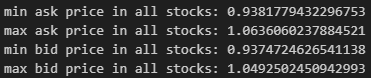 min ask price in all stocks: 0.9381779432296753
max ask price in all stocks: 1.0636060237884521
min bid price in all stocks: 0.9374724626541138
max bid price in all stocks: 1.0492502450942993